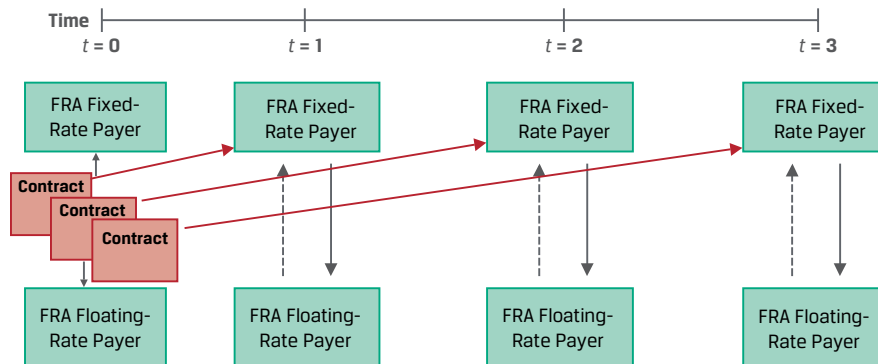 Time
t = 0
t = 1
t = 2
t = 3
FRA Fixed-
Rate Payer
FRA Fixed-
Rate Payer
FRA Fixed-
Rate Payer
FRA Fixed-
Rate Payer
Contract
Contract
Contract
FRA Floating-
Rate Payer
FRA Floating-
Rate Payer
FRA Floating-
Rate Payer
FRA Floating-
Rate Payer